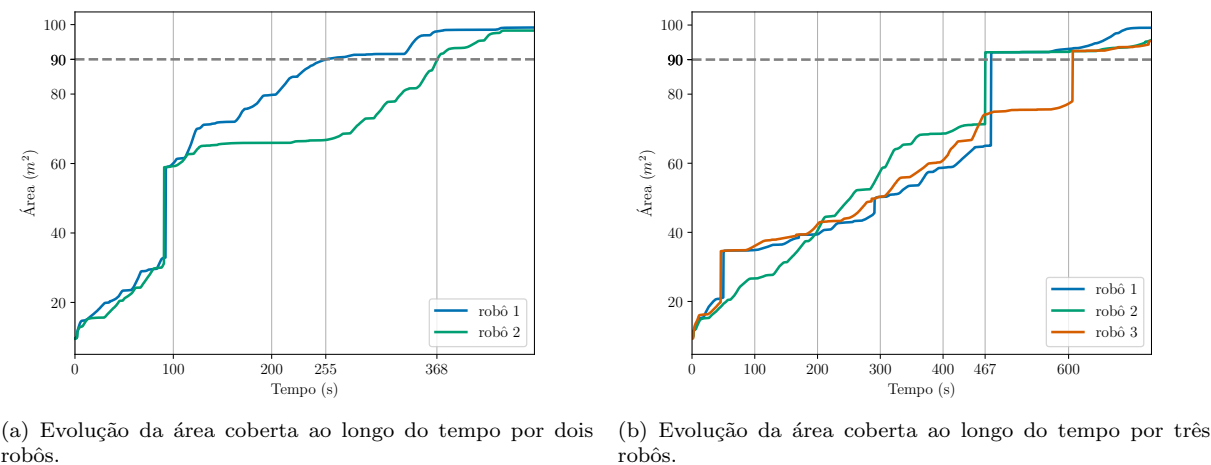 100
90
80
60
40
20
Área (m²)
0 100 200 255 368
Tempo (s)
robô 1
robô 2
100
90
80
60
40
20
Área (m²)
0 100 200 300 400 467 600
Tempo (s)
robô 1
robô 2
robô 3
(a) Evolução da área coberta ao longo do tempo por dois
robôs.
(b) Evolução da área coberta ao longo do tempo por três
robôs.